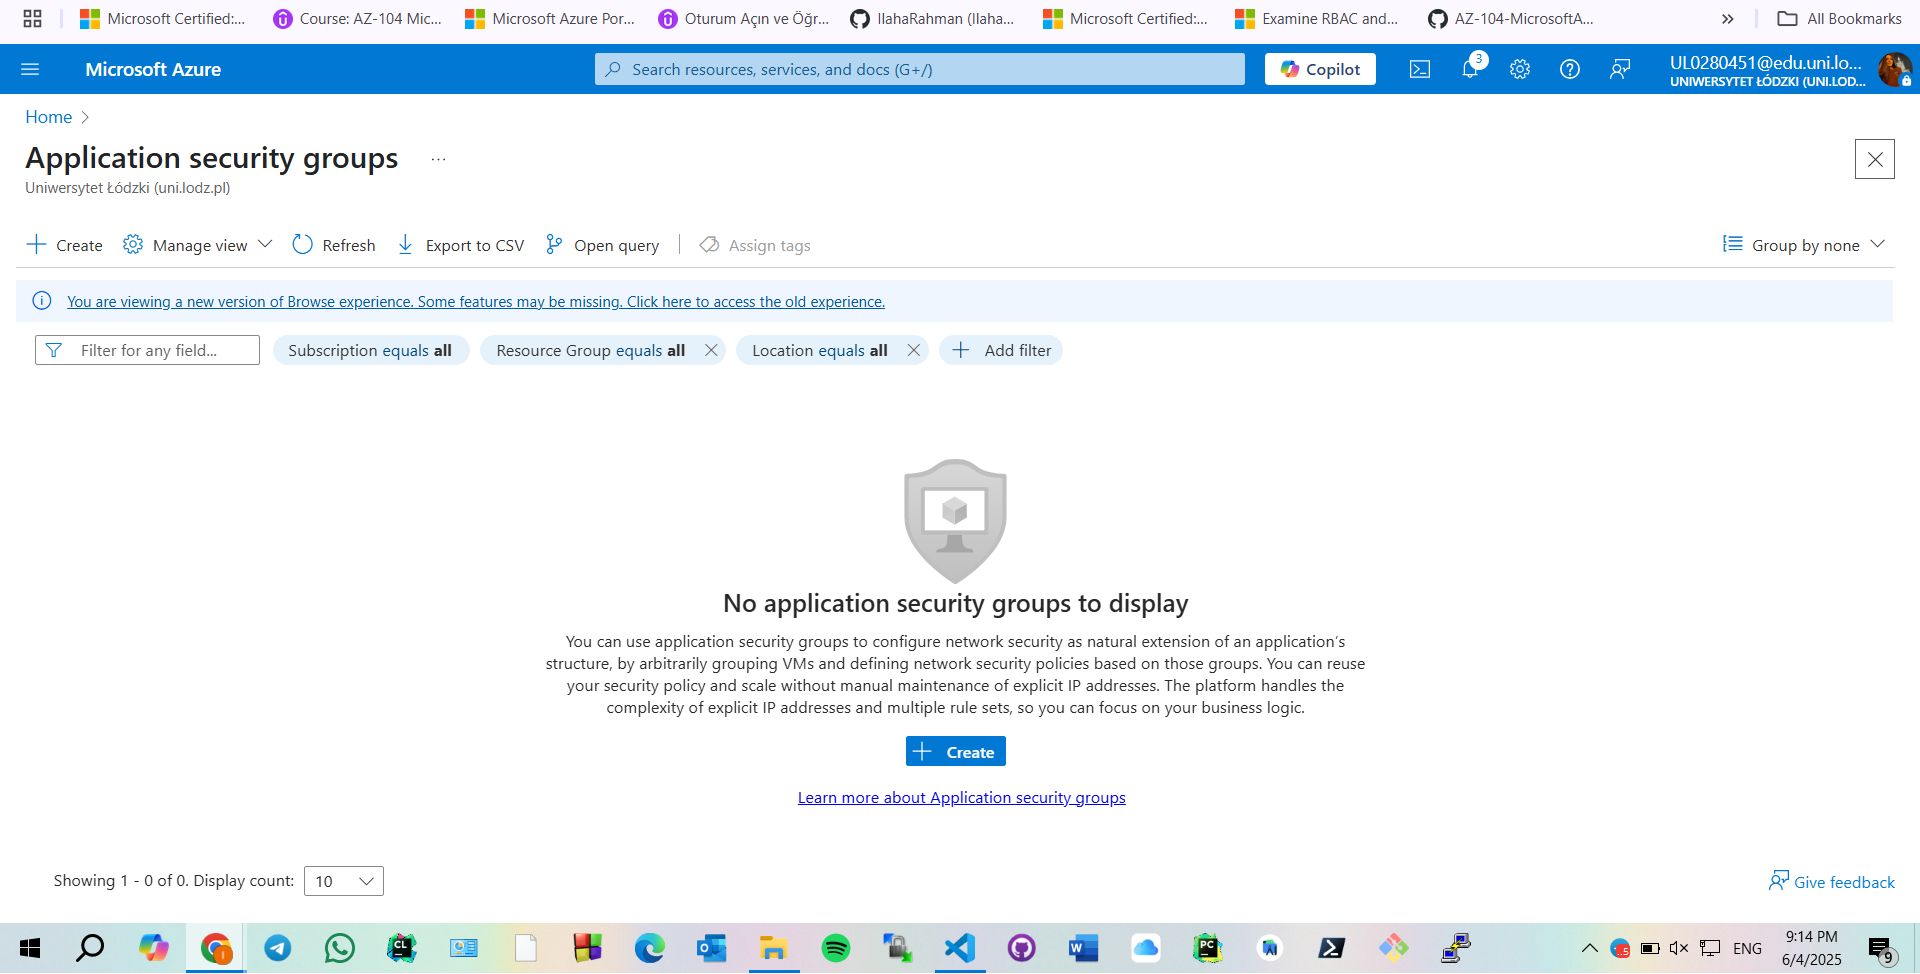 Microsoft Certified:...
Course: AZ-104 Mic...
Microsoft Azure Por...
Oturum Açın ve Öğr...
IlahaRahman (Ilaha...
Microsoft Certified:...
Examine RBAC and...
AZ-104-MicrosoftA...
»
All Bookmarks
Microsoft Azure
Search resources, services, and docs (G+/)
Copilot
3
UL0280451@edu.uni.lo...
UNIWERSYTET ŁÓDZKI (UNI.LOD...
Home
Application security groups
...
Uniwersytet Łódzki (uni.lodz.pl)
Create
Manage view
Refresh
Export to CSV
Open query
Assign tags
Group by none
You are viewing a new version of Browse experience. Some features may be missing. Click here to access the old experience.
Filter for any field...
Subscription equals all
Resource Group equals all
Location equals all
Add filter
No application security groups to display
You can use application security groups to configure network security as natural extension of an application's
structure, by arbitrarily grouping VMs and defining network security policies based on those groups. You can reuse
your security policy and scale without manual maintenance of explicit IP addresses. The platform handles the
complexity of explicit IP addresses and multiple rule sets, so you can focus on your business logic.
Create
Learn more about Application security groups
Showing 1 - 0 of 0. Display count:
10
Give feedback
CL
PC
ENG
9:14 PM
6/4/2025
9